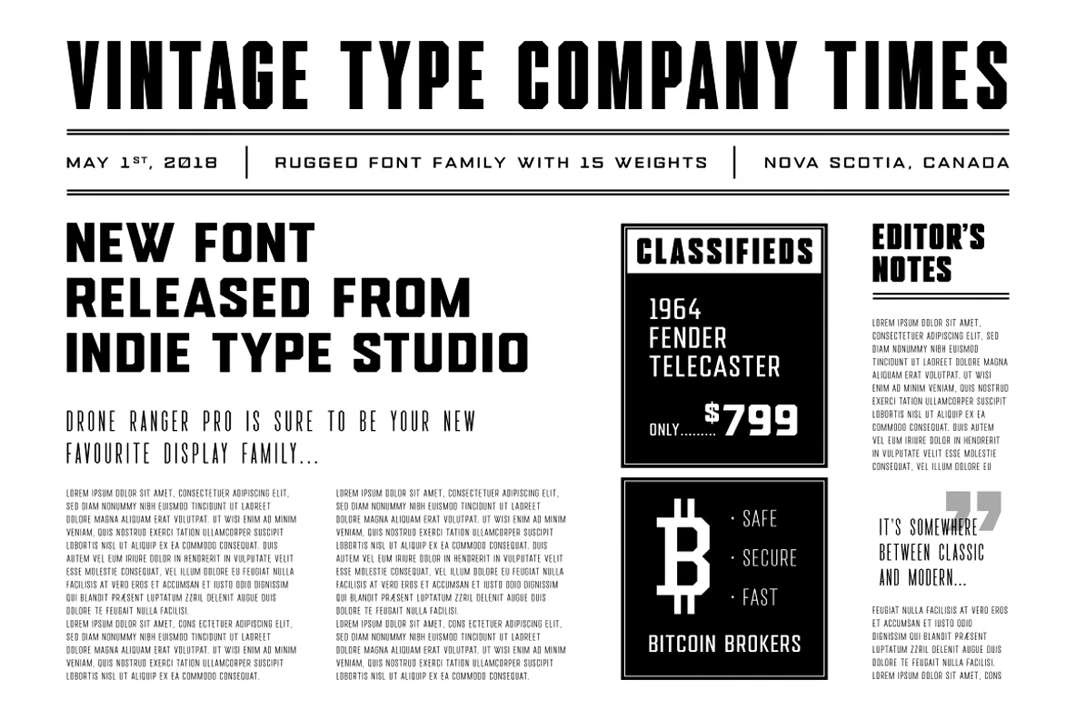 VINTAGE TYPE COMPANY TIMES
MAY 1ST, 2018
RUGGED FONT FAMILY WITH 15 WEIGHTS
NOVA SCOTIA, CANADA
NEW FONT
RELEASED FROM
INDIE TYPE STUDIO
DRONE RANGER PRO IS SURE TO BE YOUR NEW
FAVOURITE DISPLAY FAMILY...
LOREM IPSUM DOLOR SIT AMET, CONSECTETUER ADIPISCING ELIT,
SED DIAM NONUMMY NIBH EUISMOD TINCIDUNT UT LAOREET
DOLORE MAGNA ALIQUAM ERAT VOLUTPAT. UT WISI ENIM AD MINIM
VENIAM, QUIS NOSTRUD EXERCI TATION ULLAMCORPER SUSCIPIT
LOBORTIS NISL UT ALIQUIP EX EA COMMODO CONSEQUAT. DUIS
AUTEM VEL EUM IRIURE DOLOR IN HENDRERIT IN VULPUTATE VELIT
ESSE MOLESTIE CONSEQUAT, VEL ILLUM DOLORE EU FEUGIAT NULLA
FACILISIS AT VERO EROS ET ACCUMSAN ET IUSTO ODIO DIGNISSIM
QUI BLANDIT PRÆSENT LUPTATUM ZZRIL DELENIT AUGUE DUIS
DOLORE TE FEUGAIT NULLA FACILISI.
LOREM IPSUM DOLOR SIT AMET, CONS ECTETUER ADIPISCING ELIT,
SED DIAM NONUMMY NIBH EUISMOD TINCIDUNT UT LAOREET
DOLORE MAGNA ALIQUAM ERAT VOLUTPAT. UT WISI ENIM AD MINIM
VENIAM, QUIS NOSTRUD EXERCI TATION ULLAMCORPER SUSCIPIT
LOBORTIS NISL UT ALIQUIP EX EA COMMODO CONSEQUAT.
LOREM IPSUM DOLOR SIT AMET, CONSECTETUER ADIPISCING ELIT,
SED DIAM NONUMMY NIBH EUISMOD TINCIDUNT UT LAOREET
DOLORE MAGNA ALIQUAM ERAT VOLUTPAT. UT WISI ENIM AD MINIM
VENIAM, QUIS NOSTRUD EXERCI TATION ULLAMCORPER SUSCIPIT
LOBORTIS NISL UT ALIQUIP EX EA COMMODO CONSEQUAT. DUIS
AUTEM VEL EUM IRIURE DOLOR IN HENDRERIT IN VULPUTATE VELIT
ESSE MOLESTIE CONSEQUAT, VEL ILLUM DOLORE EU FEUGIAT NULLA
FACILISIS AT VERO EROS ET ACCUMSAN ET IUSTO ODIO DIGNISSIM
QUI BLANDIT PRÆSENT LUPTATUM ZZRIL DELENIT AUGUE DUIS
DOLORE TE FEUGAIT NULLA FACILISI.
LOREM IPSUM DOLOR SIT AMET, CONS ECTETUER ADIPISCING ELIT,
SED DIAM NONUMMY NIBH EUISMOD TINCIDUNT UT LAOREET
DOLORE MAGNA ALIQUAM ERAT VOLUTPAT. UT WISI ENIM AD MINIM
VENIAM, QUIS NOSTRUD EXERCI TATION ULLAMCORPER SUSCIPIT
LOBORTIS NISL UT ALIQUIP EX EA COMMODO CONSEQUAT.
CLASSIFIEDS
1964
FENDER
TELECASTER
ONLY.........$799
₿
· SAFE
· SECURE
· FAST
BITCOIN BROKERS
EDITOR'S
NOTES
LOREM IPSUM DOLOR SIT AMET,
CONSECTETUER ADIPISCING ELIT, SED
DIAM NONUMMY NIBH EUISMOD
TINCIDUNT UT LAOREET DOLORE MAGNA
ALIQUAM ERAT VOLUTPAT. UT WISI
ENIM AD MINIM VENIAM, QUIS NOSTRUD
EXERCI TATION ULLAMCORPER SUSCIPIT
LOBORTIS NISL UT ALIQUIP EX EA
COMMODO CONSEQUAT. DUIS AUTEM
VEL EUM IRIURE DOLOR IN HENDRERIT
IN VULPUTATE VELIT ESSE MOLESTIE
CONSEQUAT, VEL ILLUM DOLORE EU
”
IT'S SOMEWHERE
BETWEEN CLASSIC
AND MODERN...
FEUGIAT NULLA FACILISIS AT VERO EROS
ET ACCUMSAN ET IUSTO ODIO
DIGNISSIM QUI BLANDIT PRÆSENT
LUPTATUM ZZRIL DELENIT AUGUE DUIS
DOLORE TE FEUGAIT NULLA FACILISI.
LOREM IPSUM DOLOR SIT AMET, CONS